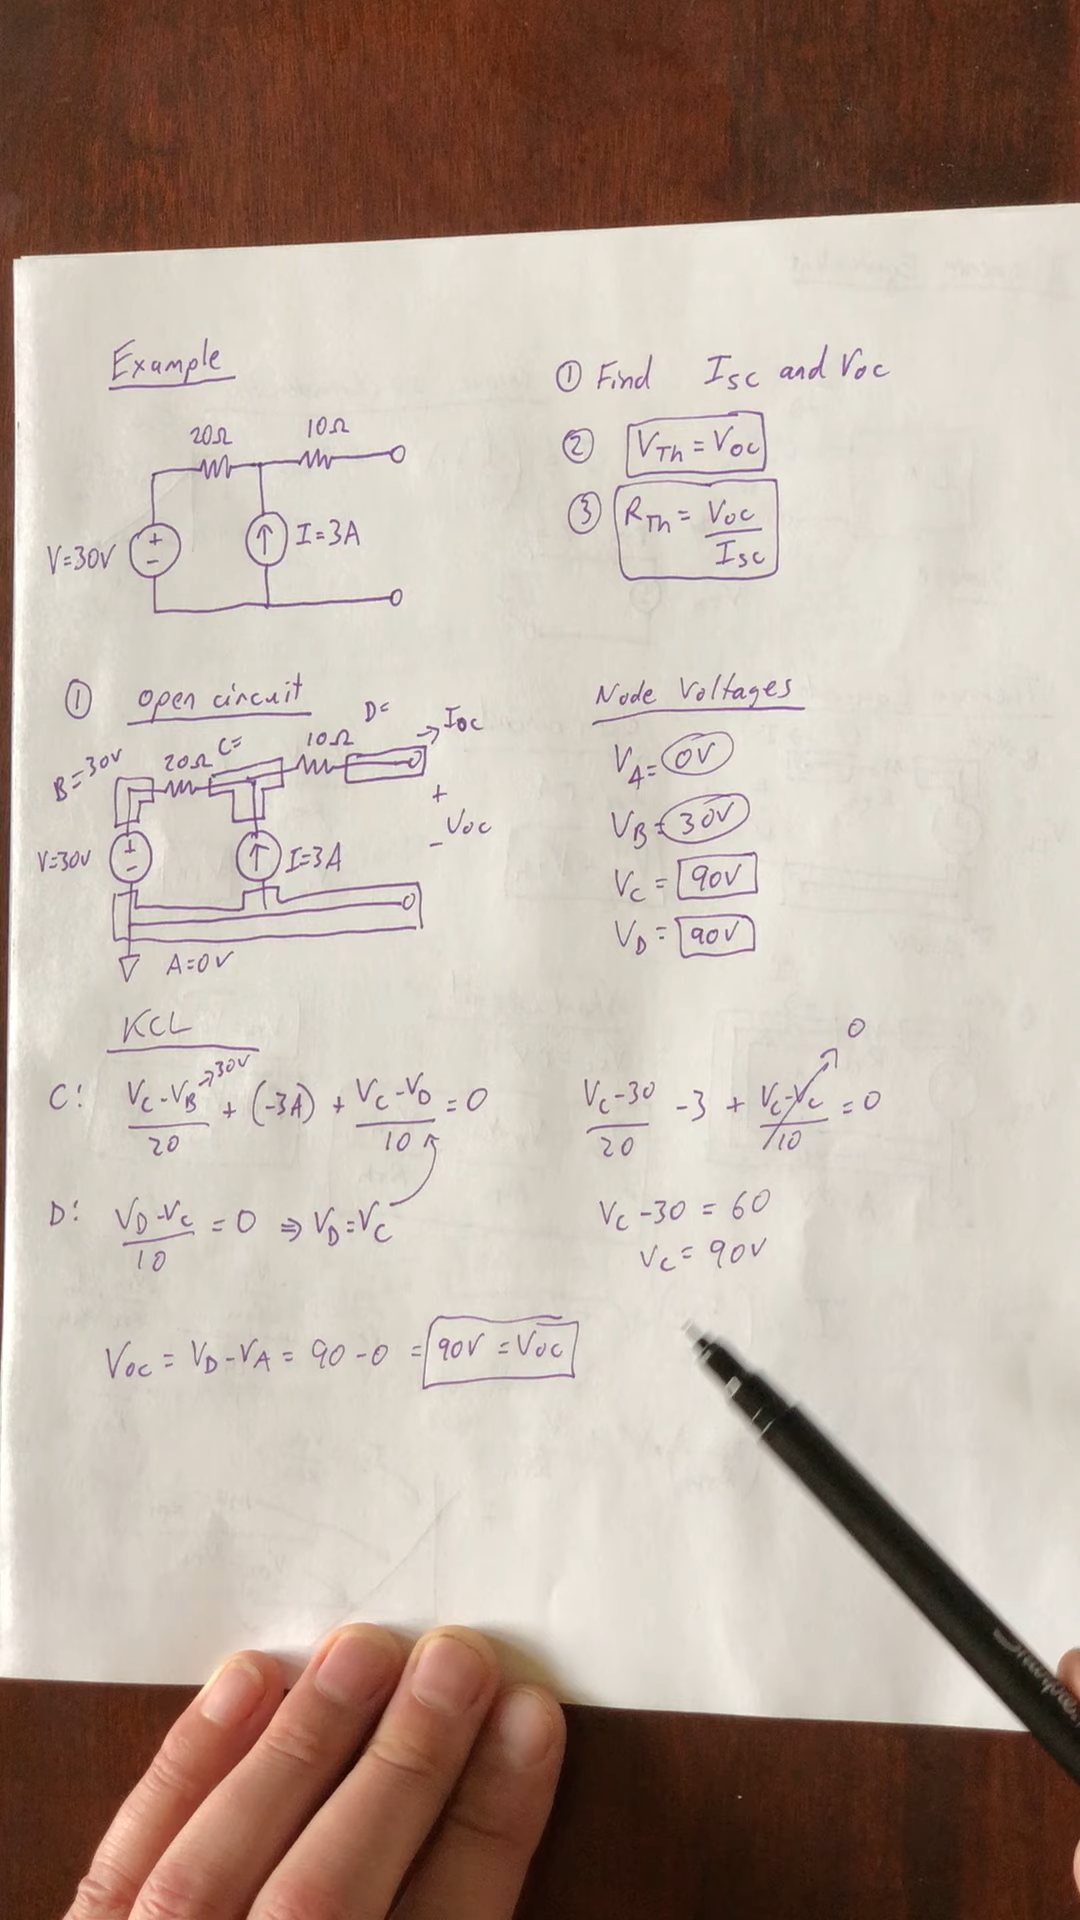 Example
① Find Isc and Voc
20Ω 10Ω
② VTh = Voc
V=30V I=3A
③ RTh = Voc / Isc
① open circuit
Node Voltages
B=30V 20Ω C= 10Ω D= → Ioc
VA= 0V
+ Voc -
VB= 30V
V=30V I=3A
VC = 90V
VD = 90V
A=0V
KCL
C: (VC-VB→30V)/20 + (-3A) + (VC-VD)/10 = 0
(VC-30)/20 - 3 + (VC-VC)/10 = 0 → 0
D: (VD-VC)/10 = 0 ⇒ VD=VC
VC-30 = 60
VC = 90V
Voc = VD-VA = 90-0 = 90V = Voc